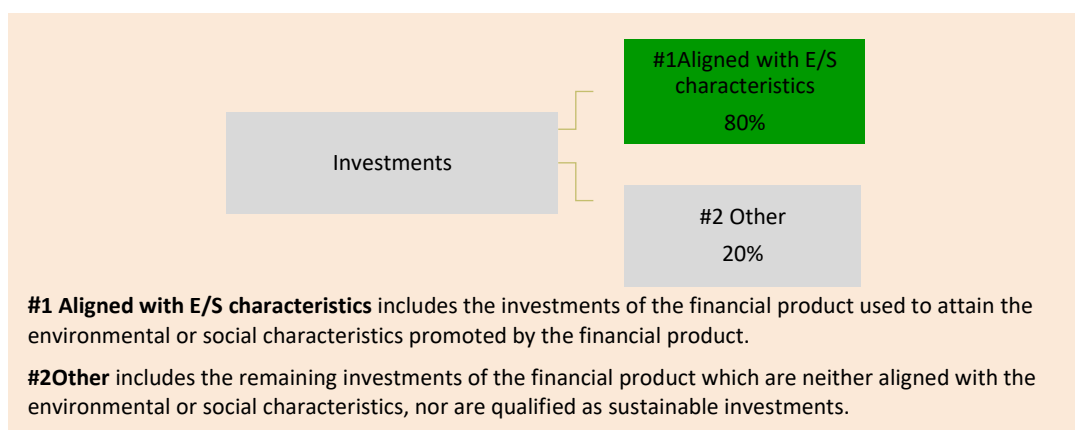 #1Aligned with E/S
characteristics
80%
Investments
#2 Other
20%
#1 Aligned with E/S characteristics includes the investments of the financial product used to attain the
environmental or social characteristics promoted by the financial product.
#2Other includes the remaining investments of the financial product which are neither aligned with the
environmental or social characteristics, nor are qualified as sustainable investments.